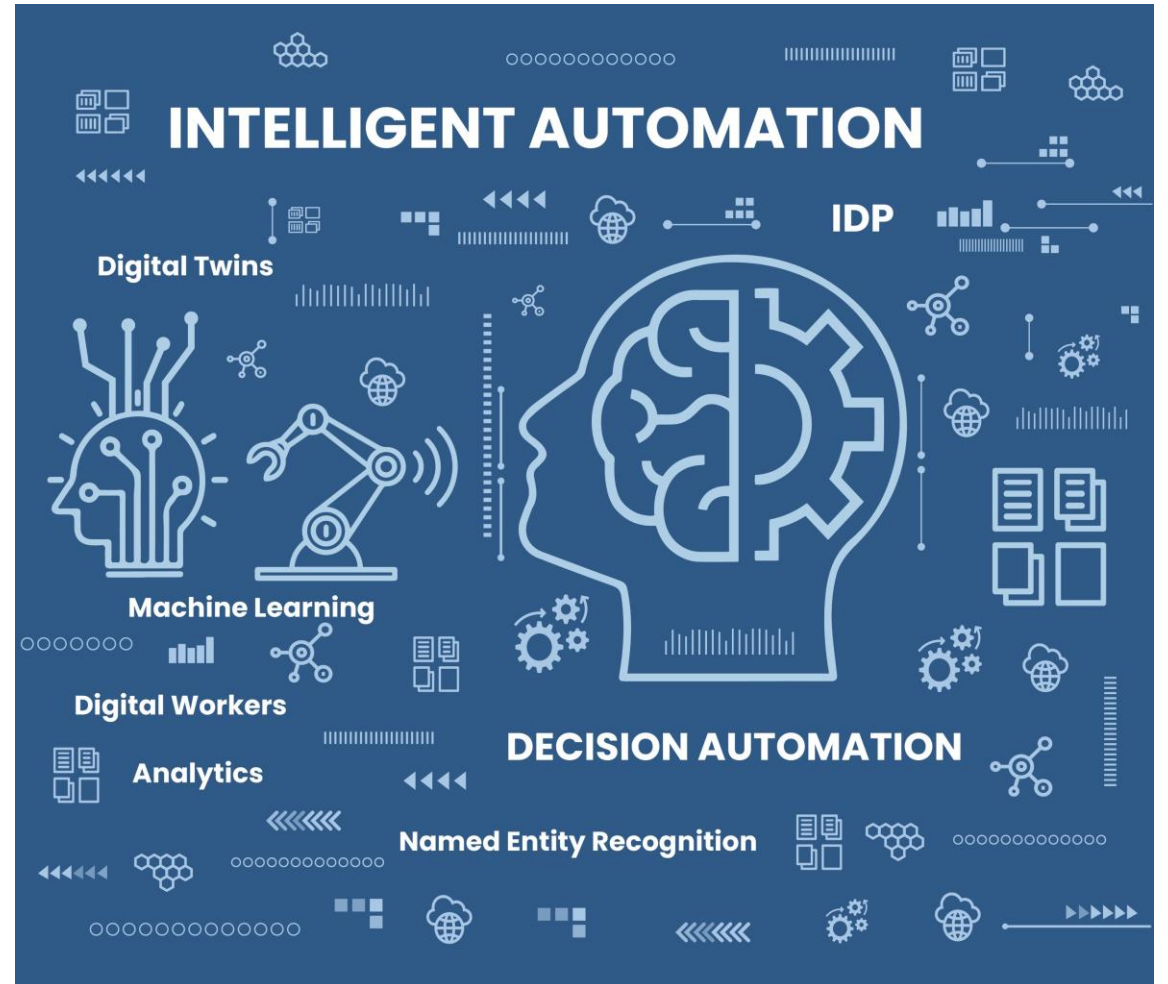 INTELLIGENT AUTOMATION
IDP
Digital Twins
Machine Learning
Digital Workers
DECISION AUTOMATION
Analytics
Named Entity Recognition